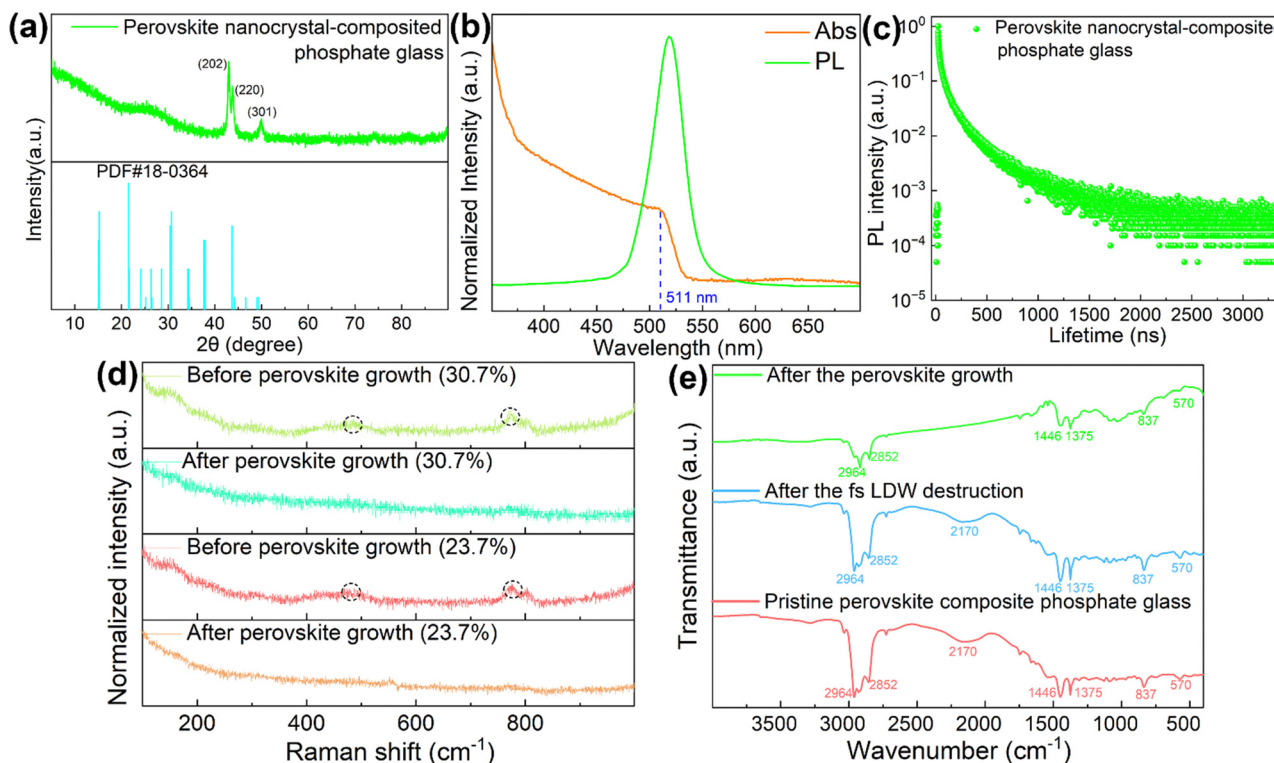 (a)
Perovskite nanocrystal-composited
phosphate glass
(202)
(220)
(301)
PDF#18-0364
Intensity(a.u.)
10 20 30 40 50 60 70 80
2θ (degree)
(b)
Abs
PL
511 nm
Normalized Intensity (a.u.)
400 450 500 550 600 650
Wavelength (nm)
(c)
Perovskite nanocrystal-composited
phosphate glass
10⁰
10⁻¹
10⁻²
10⁻³
10⁻⁴
10⁻⁵
PL intensity (a.u.)
0 500 1000 1500 2000 2500 3000
Lifetime (ns)
(d)
Before perovskite growth (30.7%)
After perovskite growth (30.7%)
Before perovskite growth (23.7%)
After perovskite growth (23.7%)
Normalized intensity (a.u.)
200 400 600 800
Raman shift (cm⁻¹)
(e)
After the perovskite growth
2964 2852 1446 1375 837 570
After the fs LDW destruction
2964 2852 2170 1446 1375 837 570
Pristine perovskite composite phosphate glass
2964 2852 2170 1446 1375 837 570
Transmittance (a.u.)
3500 3000 2500 2000 1500 1000 500
Wavenumber (cm⁻¹)